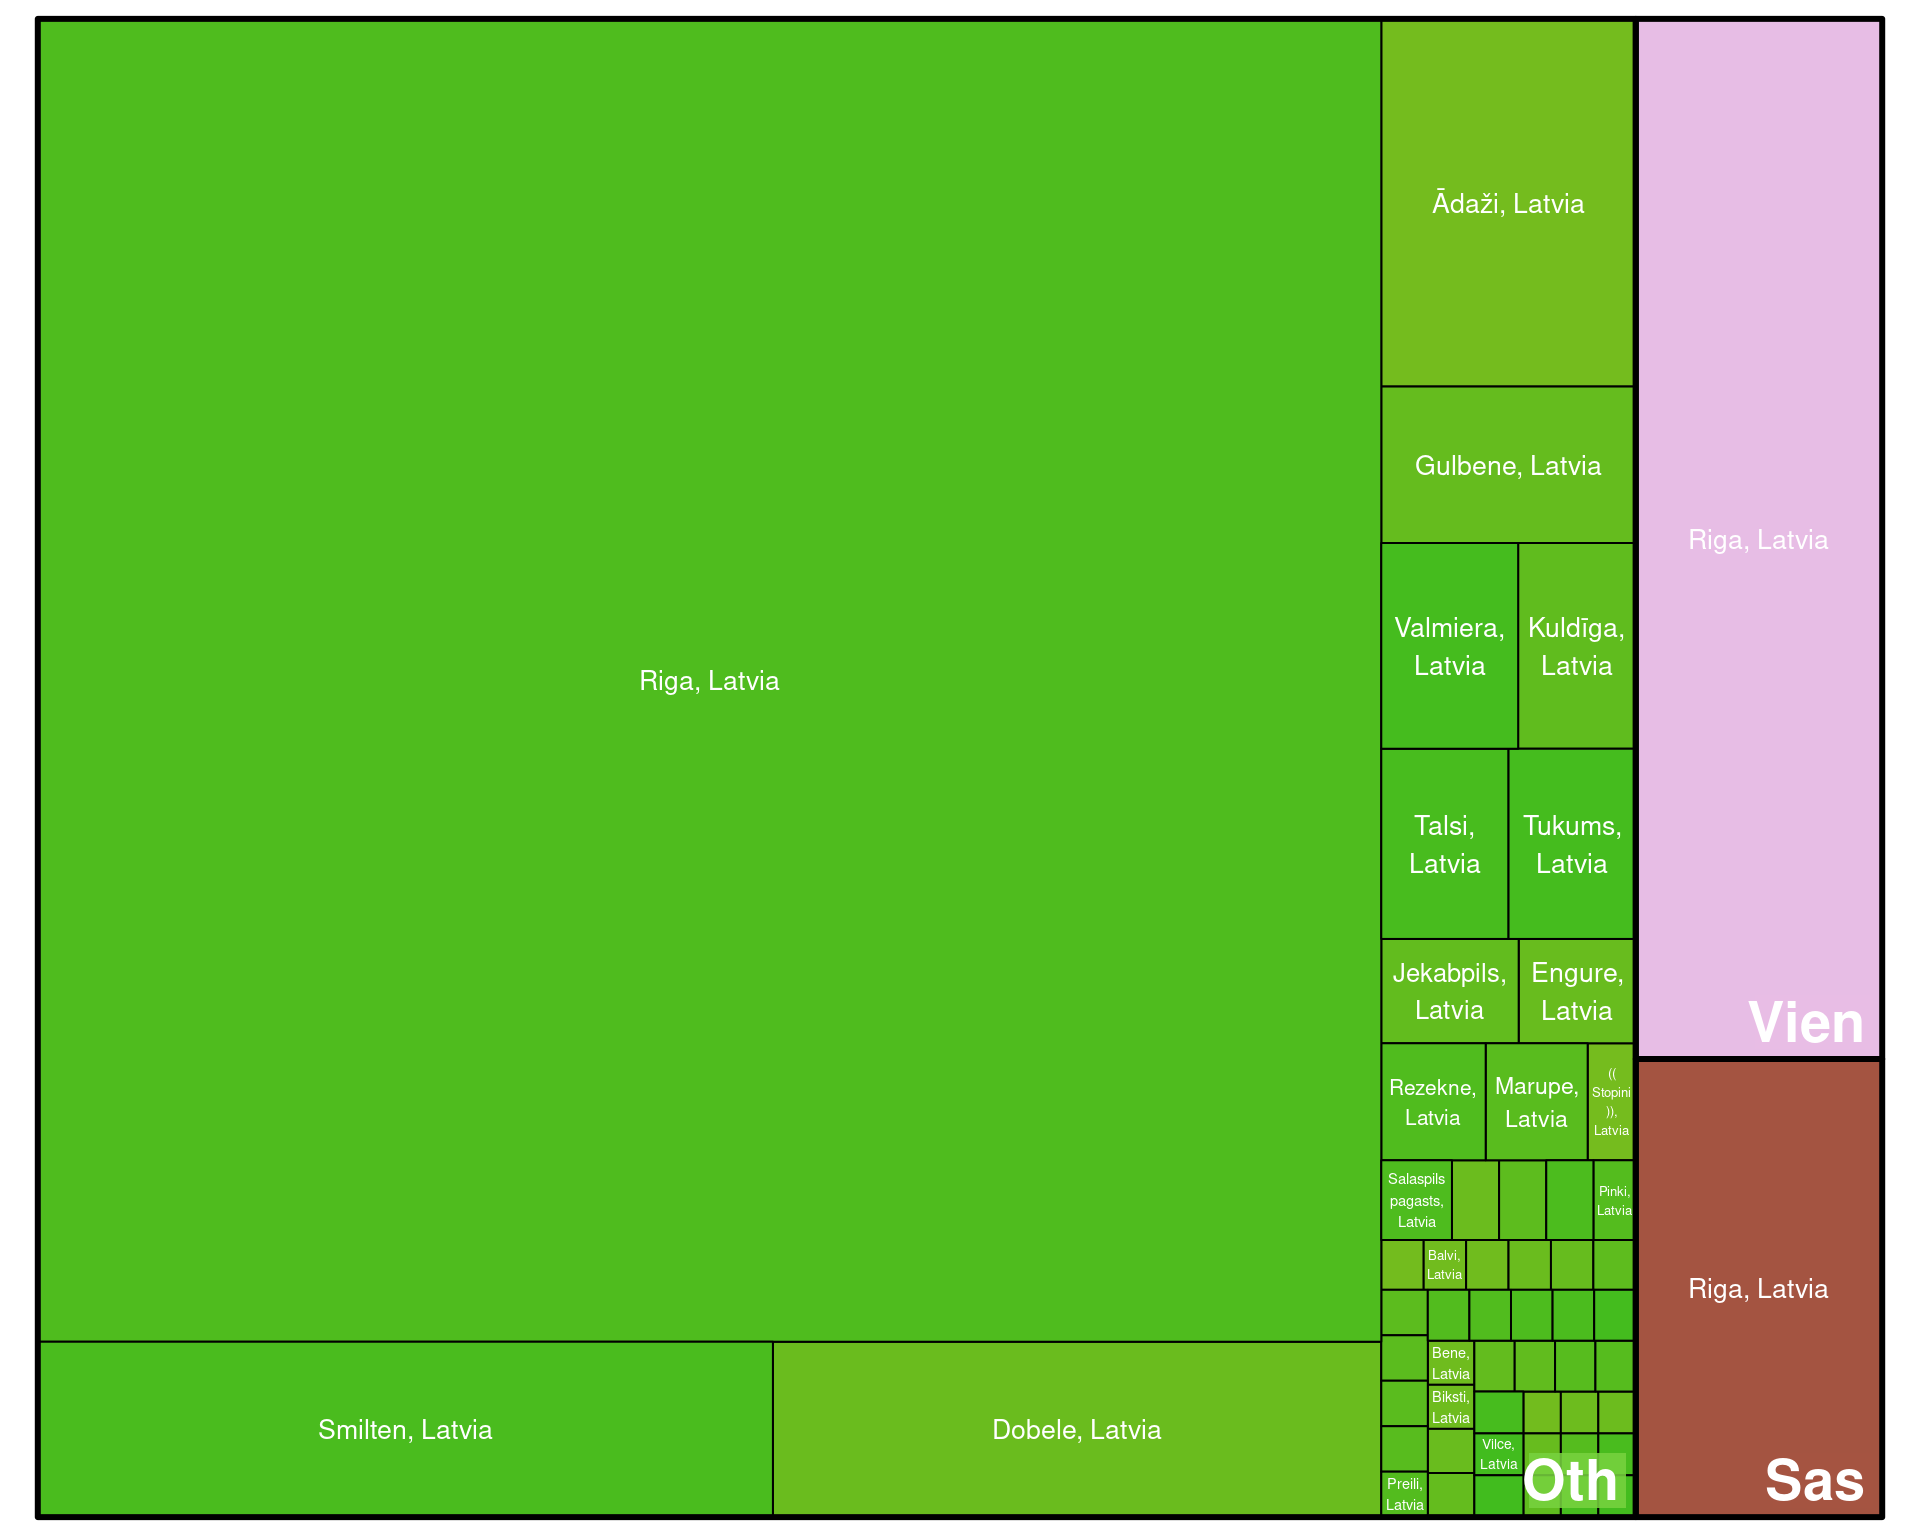 Riga, Latvia
Smilten, Latvia
Dobele, Latvia
Ādaži, Latvia
Gulbene, Latvia
Valmiera,
Latvia
Kuldīga,
Latvia
Talsi,
Latvia
Tukums,
Latvia
Jekabpils,
Latvia
Engure,
Latvia
Rezekne,
Latvia
Marupe,
Latvia
((
Stopini
)),
Latvia
Salaspils
pagasts,
Latvia
Pinki,
Latvia
Balvi,
Latvia
Bene,
Latvia
Biksti,
Latvia
Vilce,
Latvia
Preili,
Latvia
Oth
Riga, Latvia
Vien
Riga, Latvia
Sas